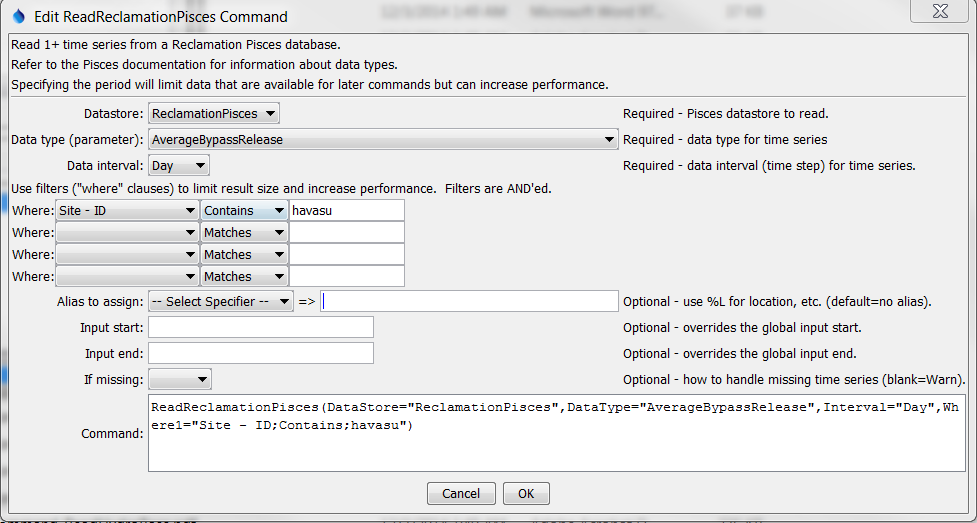 Edit ReadReclamationPisces Command
Read 1+ time series from a Reclamation Pisces database.
Refer to the Pisces documentation for information about data types.
Specifying the period will limit data that are available for later commands but can increase performance.
Datastore: ReclamationPisces Required - Pisces datastore to read.
Data type (parameter): AverageBypassRelease Required - data type for time series
Data interval: Day Required - data interval (time step) for time series.
Use filters ("where" clauses) to limit result size and increase performance. Filters are AND'ed.
Where: Site - ID Contains havasu
Where: Matches
Where: Matches
Where: Matches
Alias to assign: -- Select Specifier -- => Optional - use %L for location, etc. (default=no alias).
Input start: Optional - overrides the global input start.
Input end: Optional - overrides the global input end.
If missing: Optional - how to handle missing time series (blank=Warn).
ReadReclamationPisces(DataStore="ReclamationPisces",DataType="AverageBypassRelease",Interval="Day",Wh
ere1="Site - ID;Contains;havasu")
Command:
Cancel OK